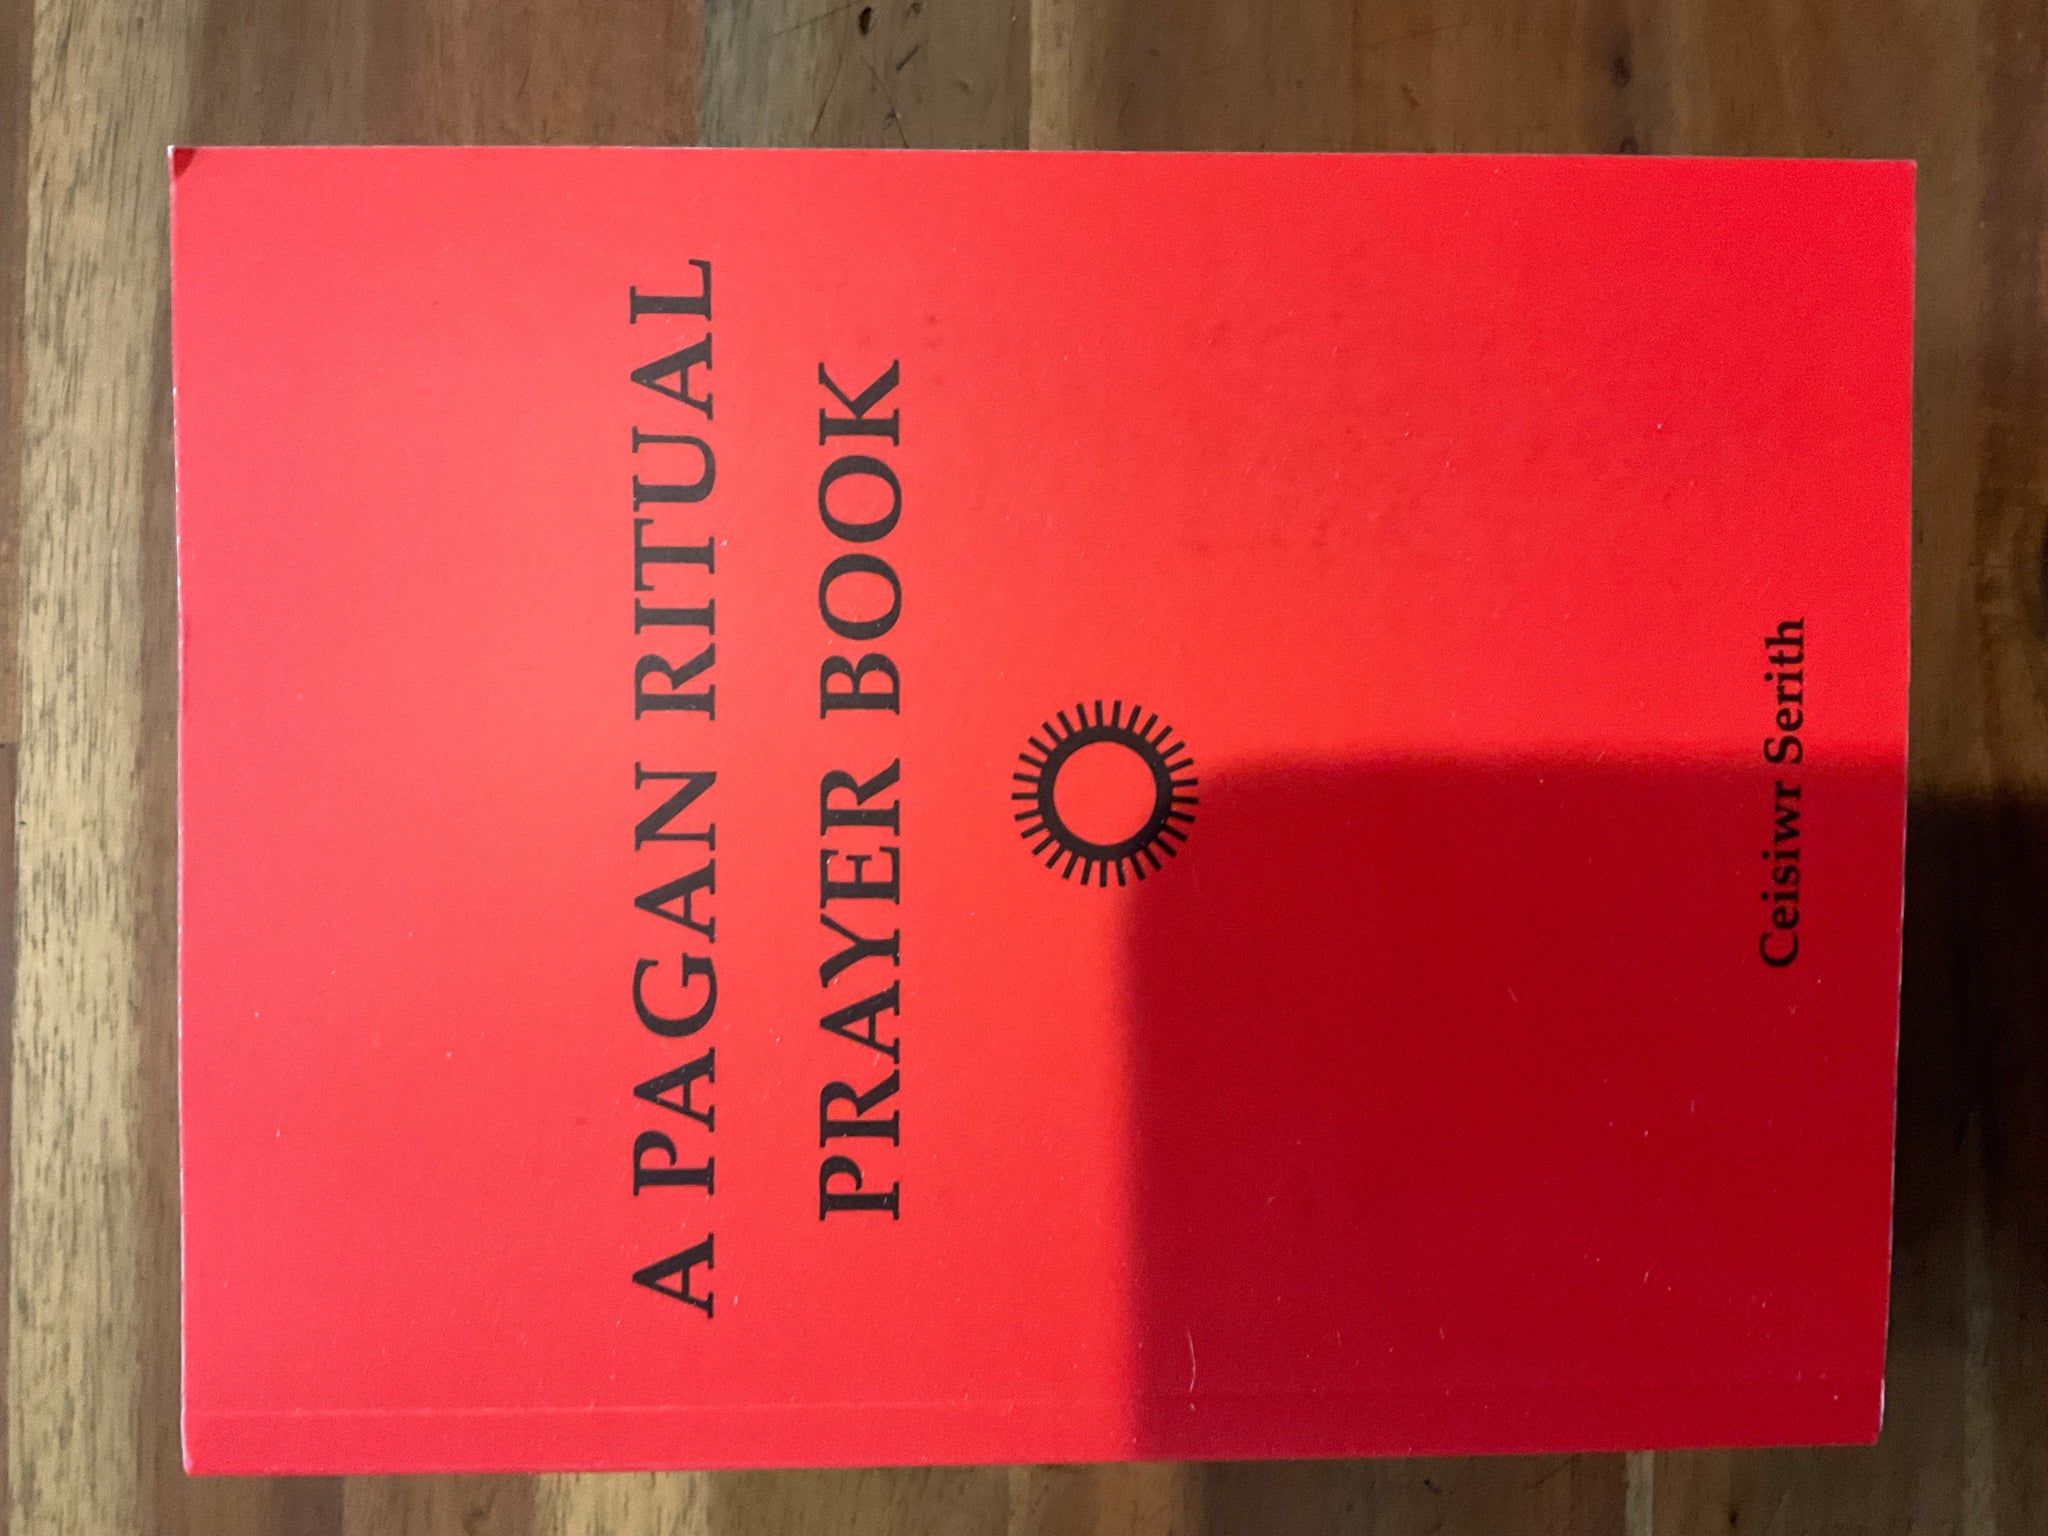 A PAGAN RITUAL
PRAYER BOOK
Ceisiwr Serith